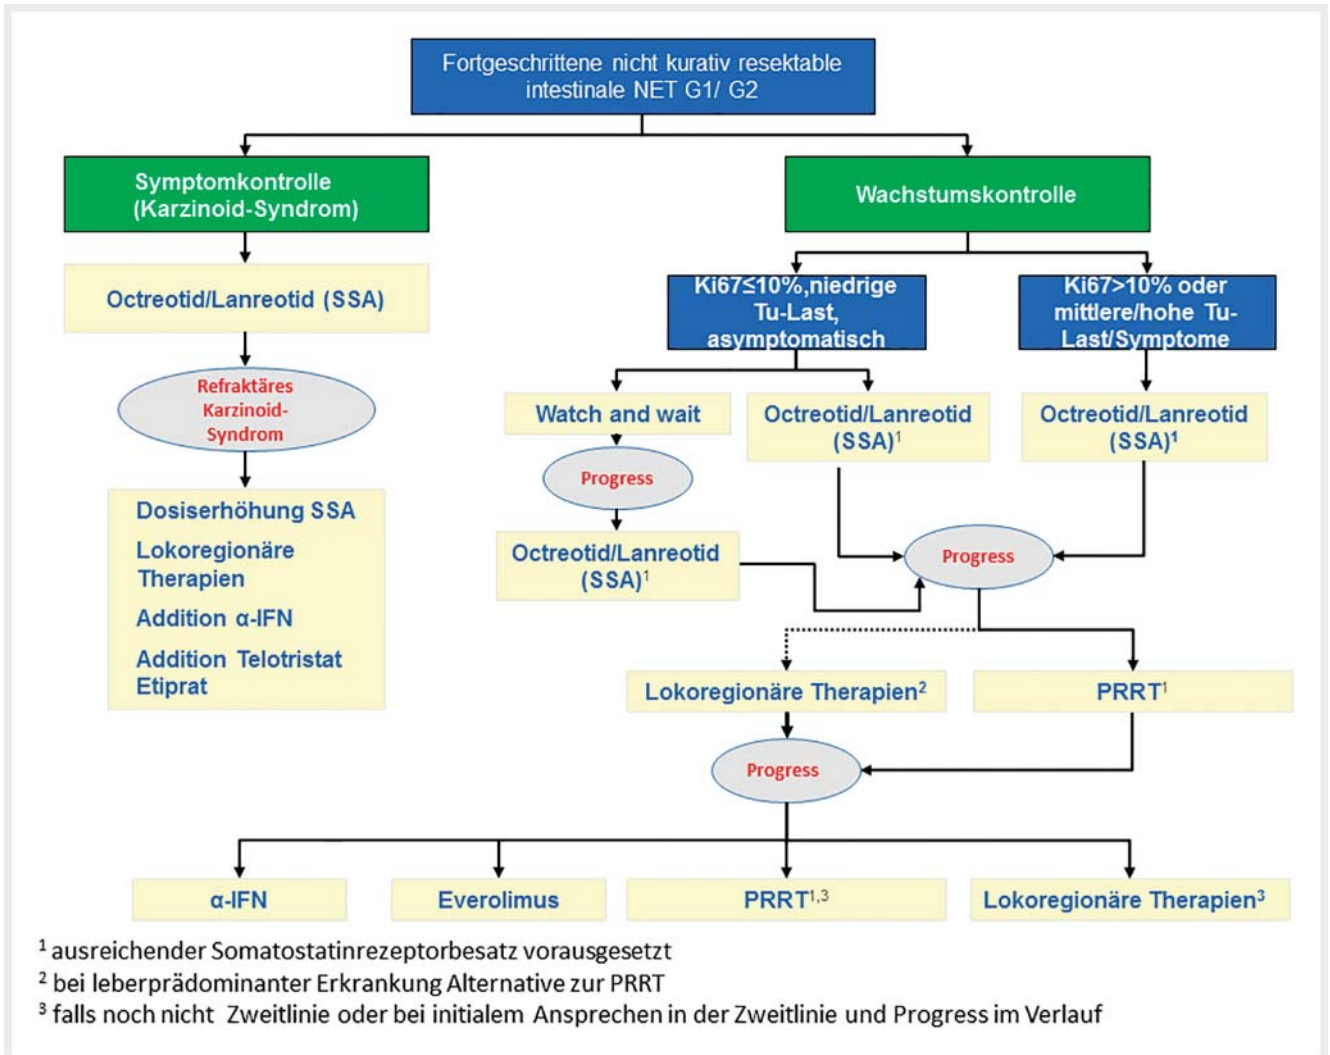 Fortgeschrittene nicht kurativ resektable
intestinale NET G1/ G2
Symptomkontrolle
(Karzinoid-Syndrom)
Wachstumskontrolle
Octreotid/Lanreotid (SSA)
Ki67≤10%,niedrige
Tu-Last,
asymptomatisch
Ki67>10% oder
mittlere/hohe Tu-
Last/Symptome
Refraktäres
Karzinoid-
Syndrom
Watch and wait
Octreotid/Lanreotid
(SSA)¹
Octreotid/Lanreotid
(SSA)¹
Progress
Dosiserhöhung SSA
Lokoregionäre
Therapien
Addition α-IFN
Addition Telotristat
Etiprat
Octreotid/Lanreotid
(SSA)¹
Progress
Lokoregionäre Therapien²
PRRT¹
Progress
α-IFN
Everolimus
PRRT¹,³
Lokoregionäre Therapien³
¹ ausreichender Somatostatinrezeptorbesatz vorausgesetzt
² bei leberprädominanter Erkrankung Alternative zur PRRT
³ falls noch nicht Zweitlinie oder bei initialem Ansprechen in der Zweitlinie und Progress im Verlauf